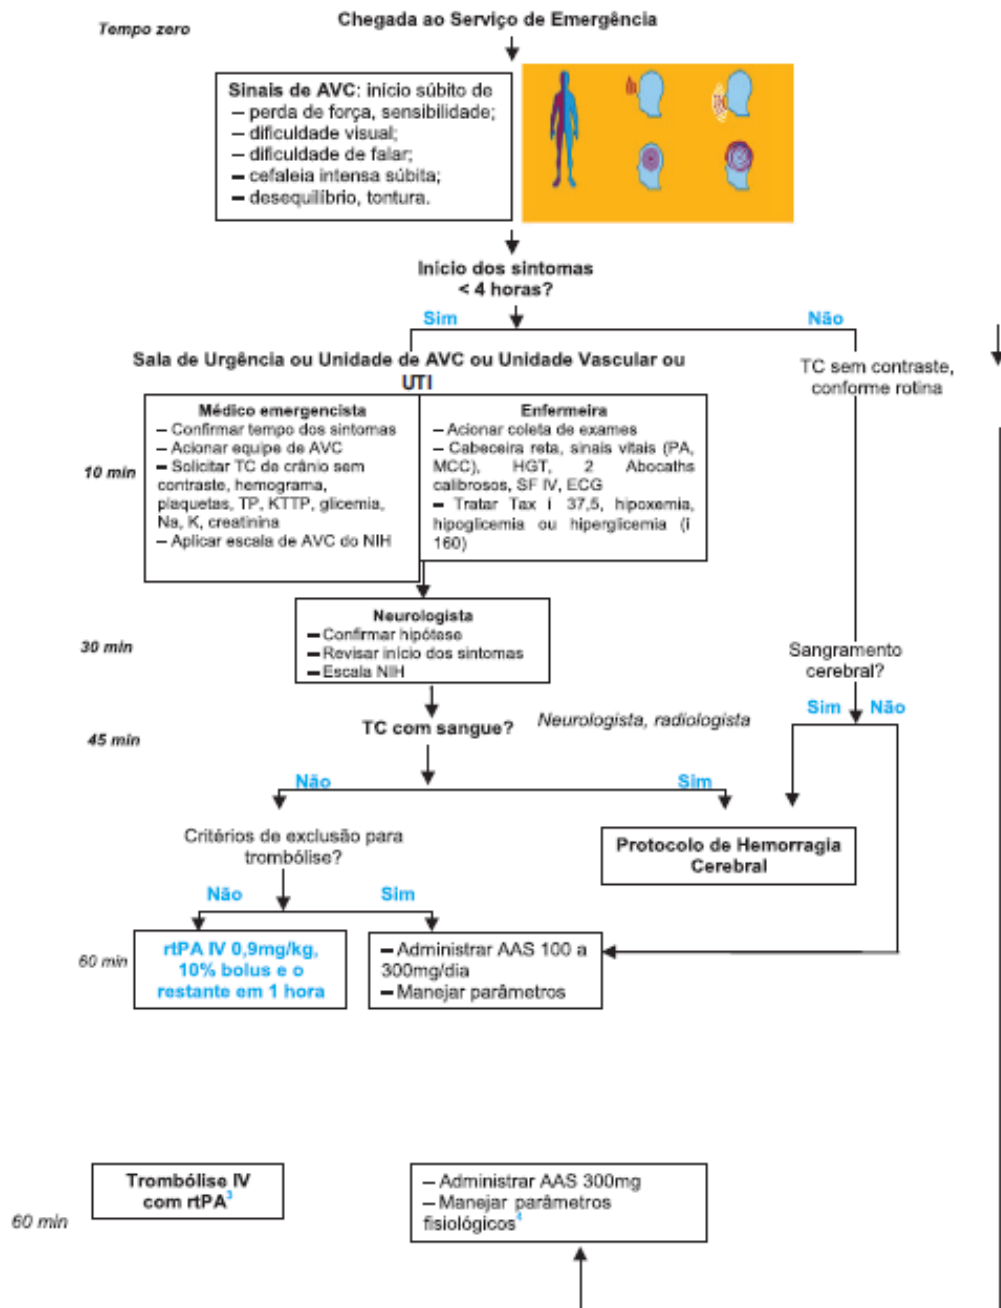 Chegada ao Serviço de Emergência
Tempo zero
Sinais de AVC: início súbito de
– perda de força, sensibilidade;
– dificuldade visual;
– dificuldade de falar;
– cefaleia intensa súbita;
– desequilíbrio, tontura.
Início dos sintomas
< 4 horas?
Sim
Não
Sala de Urgência ou Unidade de AVC ou Unidade Vascular ou
UTI
TC sem contraste,
conforme rotina
10 min
Médico emergencista
– Confirmar tempo dos sintomas
– Acionar equipe de AVC
– Solicitar TC de crânio sem
contraste, hemograma,
plaquetas, TP, KTTP, glicemia,
Na, K, creatinina
– Aplicar escala de AVC do NIH
Enfermeira
– Acionar coleta de exames
– Cabeceira reta, sinais vitais (PA,
MCC), HGT, 2 Abocaths
calibrosos, SF IV, ECG
– Tratar Tax i 37,5, hipoxemia,
hipoglicemia ou hiperglicemia (i
160)
30 min
Neurologista
– Confirmar hipótese
– Revisar início dos sintomas
– Escala NIH
Sangramento
cerebral?
Sim
Não
45 min
TC com sangue?
Neurologista, radiologista
Não
Sim
Critérios de exclusão para
trombólise?
Protocolo de Hemorragia
Cerebral
Não
Sim
60 min
rtPA IV 0,9mg/kg,
10% bolus e o
restante em 1 hora
– Administrar AAS 100 a
300mg/dia
– Manejar parâmetros
60 min
Trombólise IV
com rtPA3
– Administrar AAS 300mg
– Manejar parâmetros
fisiológicos4